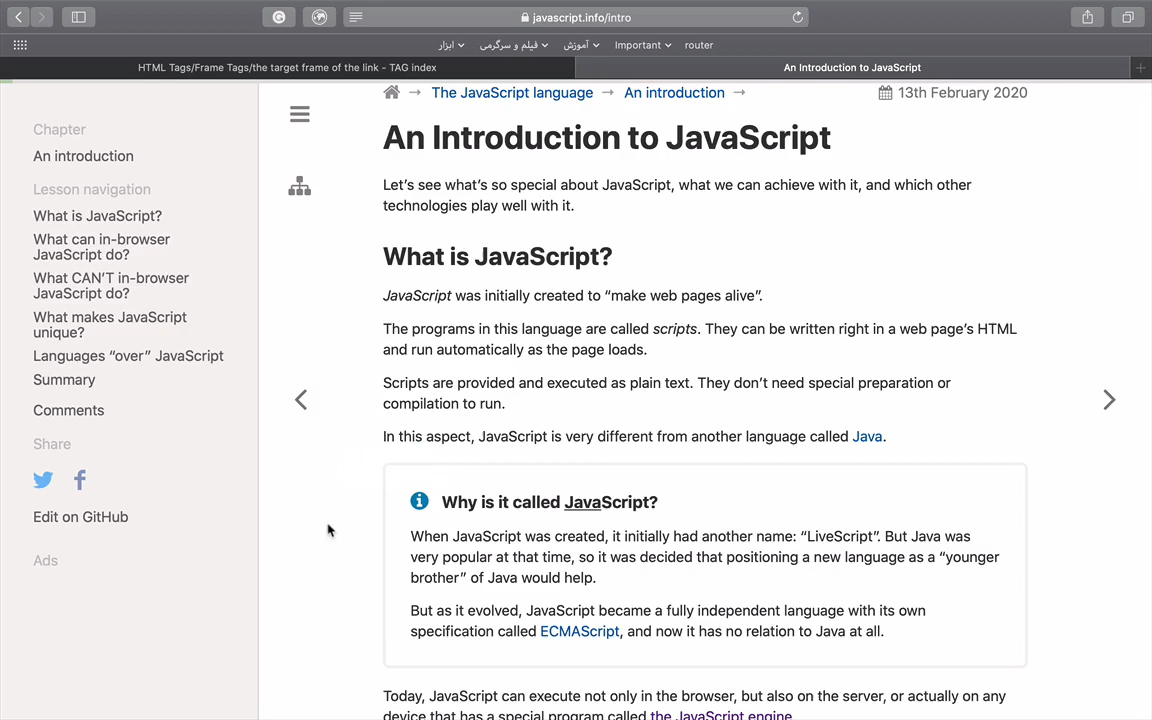 javascript.info/intro
ابزار فیلم و سرگرمی آموزش Important router
HTML Tags/Frame Tags/the target frame of the link - TAG index
An Introduction to JavaScript
Chapter
An introduction
Lesson navigation
What is JavaScript?
What can in-browser
JavaScript do?
What CAN'T in-browser
JavaScript do?
What makes JavaScript
unique?
Languages “over” JavaScript
Summary
Comments
Share
Edit on GitHub
Ads
The JavaScript language → An introduction →
13th February 2020
An Introduction to JavaScript
Let’s see what’s so special about JavaScript, what we can achieve with it, and which other
technologies play well with it.
What is JavaScript?
JavaScript was initially created to “make web pages alive”.
The programs in this language are called scripts. They can be written right in a web page’s HTML
and run automatically as the page loads.
Scripts are provided and executed as plain text. They don’t need special preparation or
compilation to run.
In this aspect, JavaScript is very different from another language called Java.
Why is it called JavaScript?
When JavaScript was created, it initially had another name: “LiveScript”. But Java was
very popular at that time, so it was decided that positioning a new language as a “younger
brother” of Java would help.
But as it evolved, JavaScript became a fully independent language with its own
specification called ECMAScript, and now it has no relation to Java at all.
Today, JavaScript can execute not only in the browser, but also on the server, or actually on any
device that has a special program called the JavaScript engine.